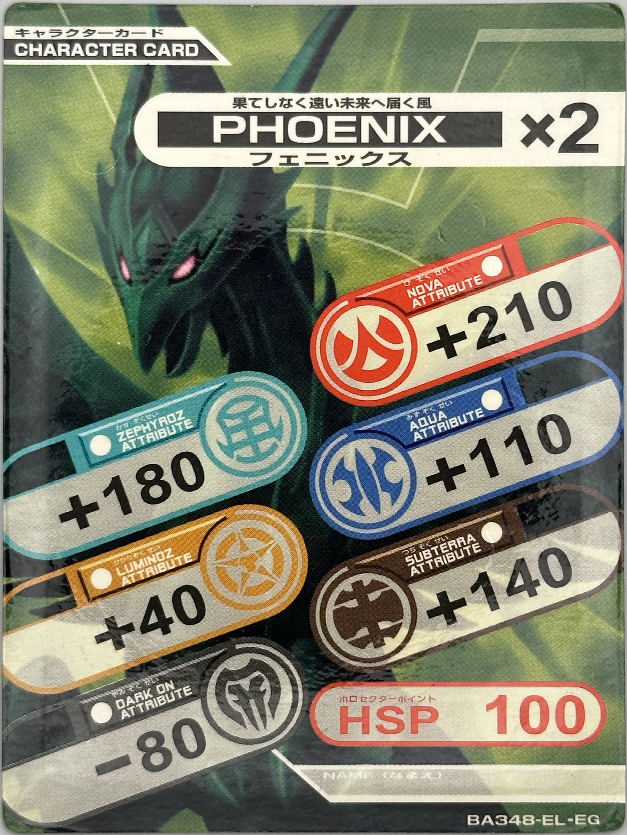 キャラクターカード
CHARACTER CARD
果てしなく遠い未来へ届く風
PHOENIX
フェニックス
×2
NOVA
ATTRIBUTE
+210
ZEPHYROZ
ATTRIBUTE
+180
AQUA
ATTRIBUTE
+110
LUMINOZ
ATTRIBUTE
+40
SUBTERRA
ATTRIBUTE
+140
DARK ON
ATTRIBUTE
-80
ホロセクターポイント
HSP 100
NAME (なまえ)
BA348-EL-EG